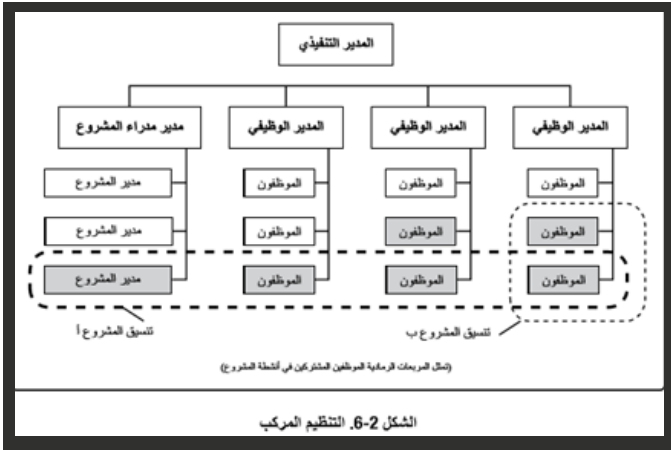 المدير التنفيذي
المدير الوظيفي المدير الوظيفي المدير الوظيفي مدير مدراء المشروع
الموظفون الموظفون الموظفون مدير المشروع
الموظفون الموظفون الموظفون مدير المشروع
الموظفون الموظفون الموظفون مدير المشروع
تنسيق المشروع ب تنسيق المشروع أ
(تمثل المربعات الرمادية الموظفين المشتركين في أنشطة المشروع)
الشكل 2-6. التنظيم المركب